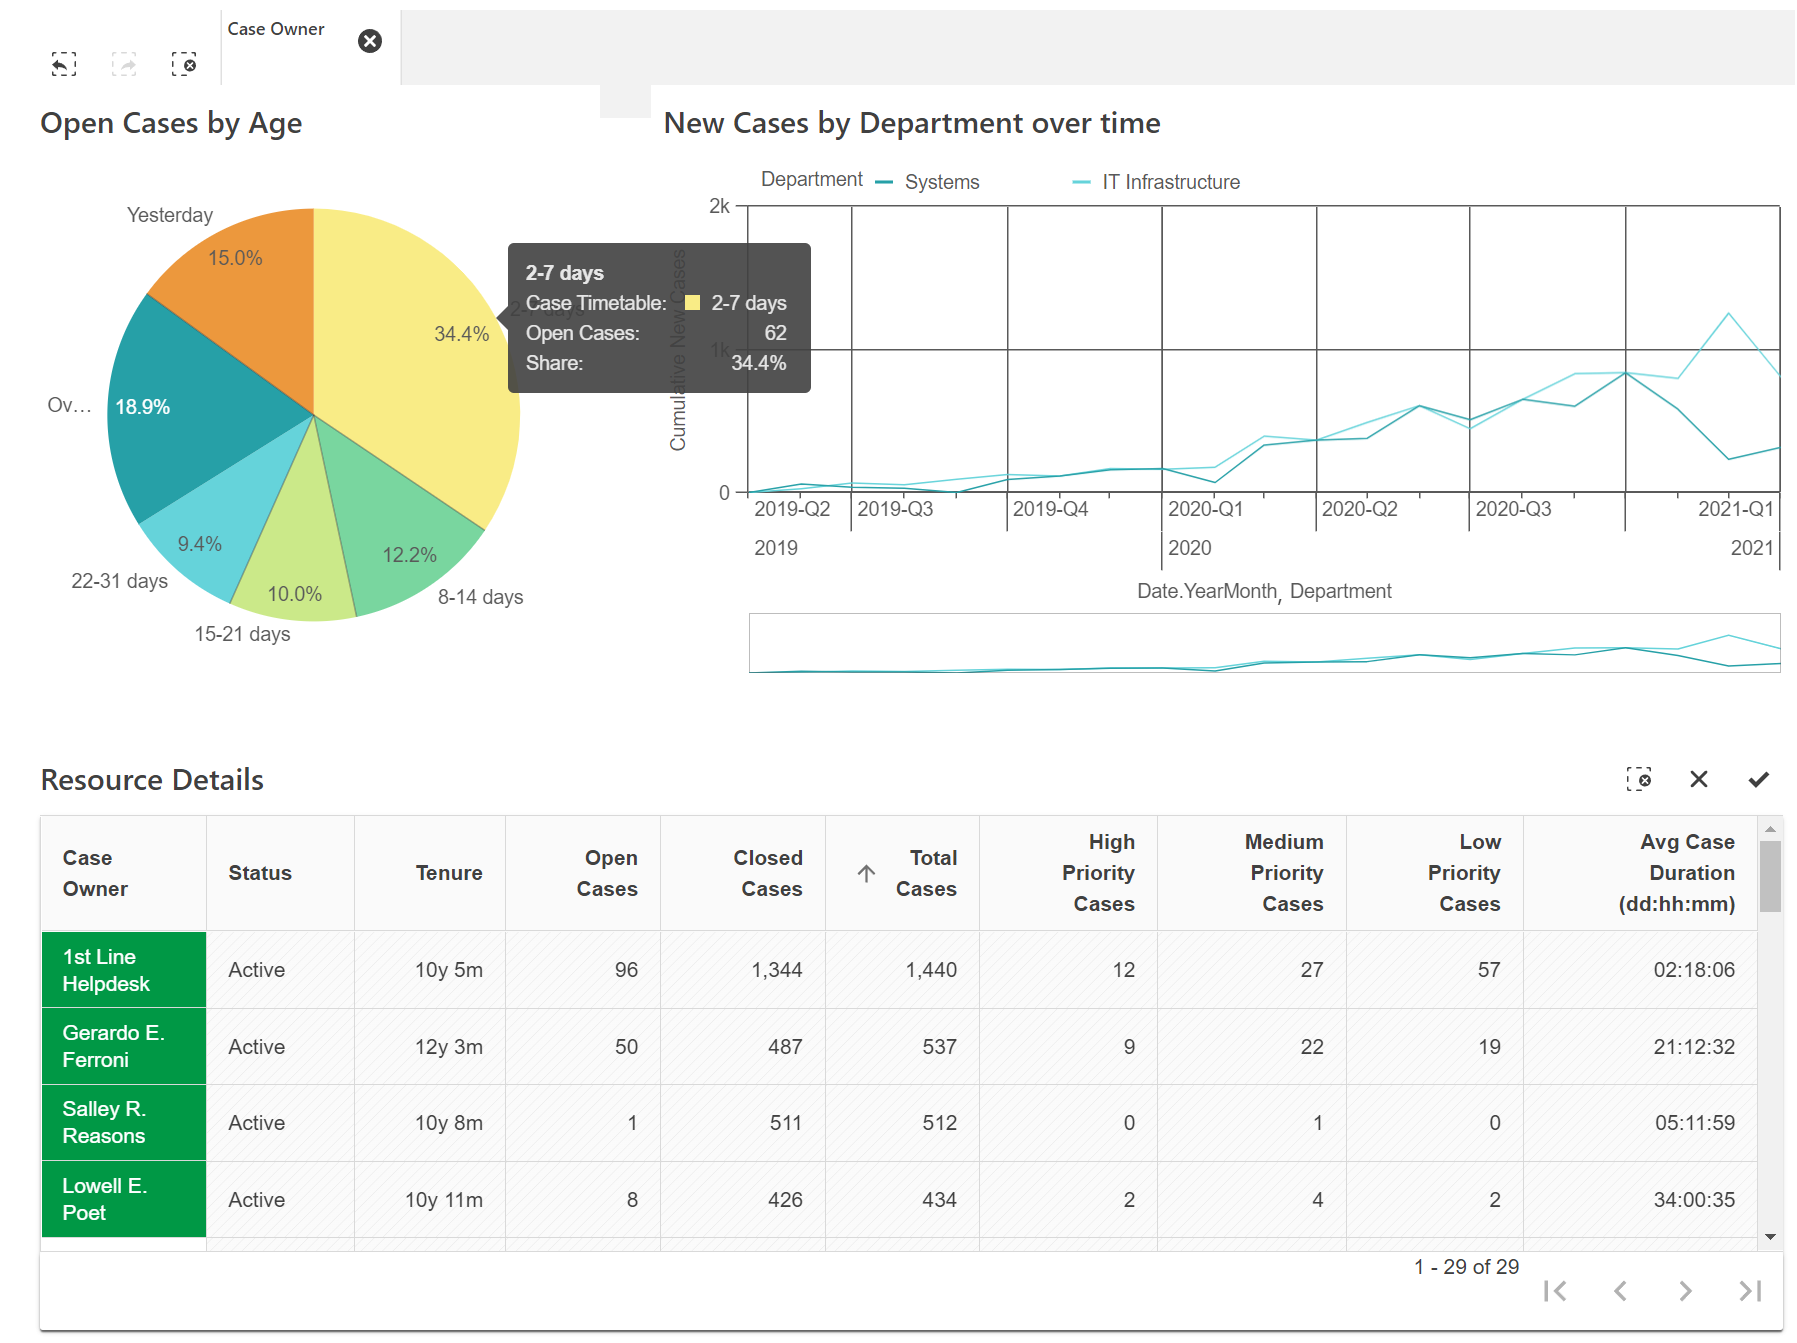 Case Owner
Open Cases by Age
New Cases by Department over time
Yesterday
15.0%
34.4%
2-7 days
18.9%
Ov...
9.4%
22-31 days
10.0%
15-21 days
12.2%
8-14 days
2-7 days
Case Timetable: 2-7 days
Open Cases: 62
Share: 34.4%
Department Systems IT Infrastructure
2k
1k
0
Cumulative New Cases
2019-Q2 2019-Q3 2019-Q4 2020-Q1 2020-Q2 2020-Q3 2021-Q1
2019 2020 2021
Date.YearMonth, Department
Resource Details
Case Owner Status Tenure Open Cases Closed Cases Total Cases High Priority Cases Medium Priority Cases Low Priority Cases Avg Case Duration (dd:hh:mm)
1st Line Helpdesk Active 10y 5m 96 1,344 1,440 12 27 57 02:18:06
Gerardo E. Ferroni Active 12y 3m 50 487 537 9 22 19 21:12:32
Salley R. Reasons Active 10y 8m 1 511 512 0 1 0 05:11:59
Lowell E. Poet Active 10y 11m 8 426 434 2 4 2 34:00:35
1 - 29 of 29